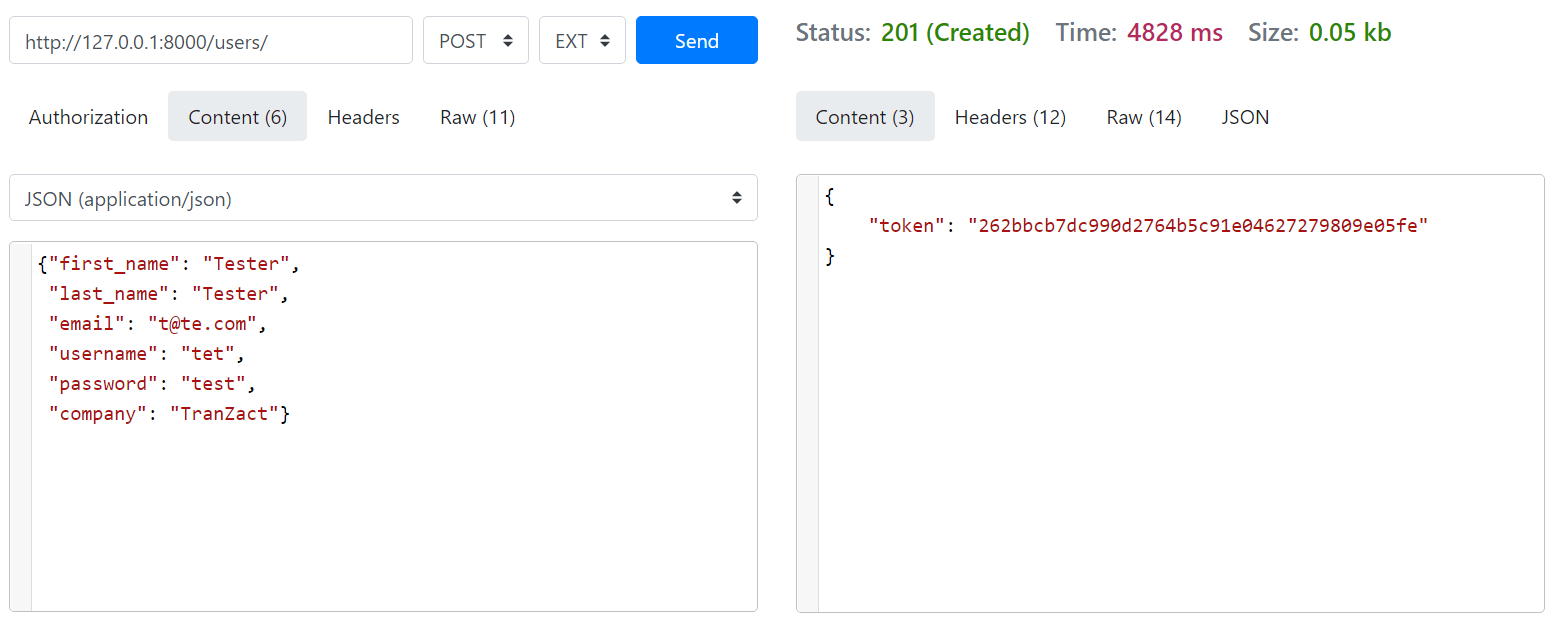 http://127.0.0.1:8000/users/ POST EXT Send
Authorization Content (6) Headers Raw (11)
JSON (application/json)
{"first_name": "Tester",
"last_name": "Tester",
"email": "t@te.com",
"username": "tet",
"password": "test",
"company": "TranZact"}
Status: 201 (Created) Time: 4828 ms Size: 0.05 kb
Content (3) Headers (12) Raw (14) JSON
{
"token": "262bbcb7dc990d2764b5c91e04627279809e05fe"
}